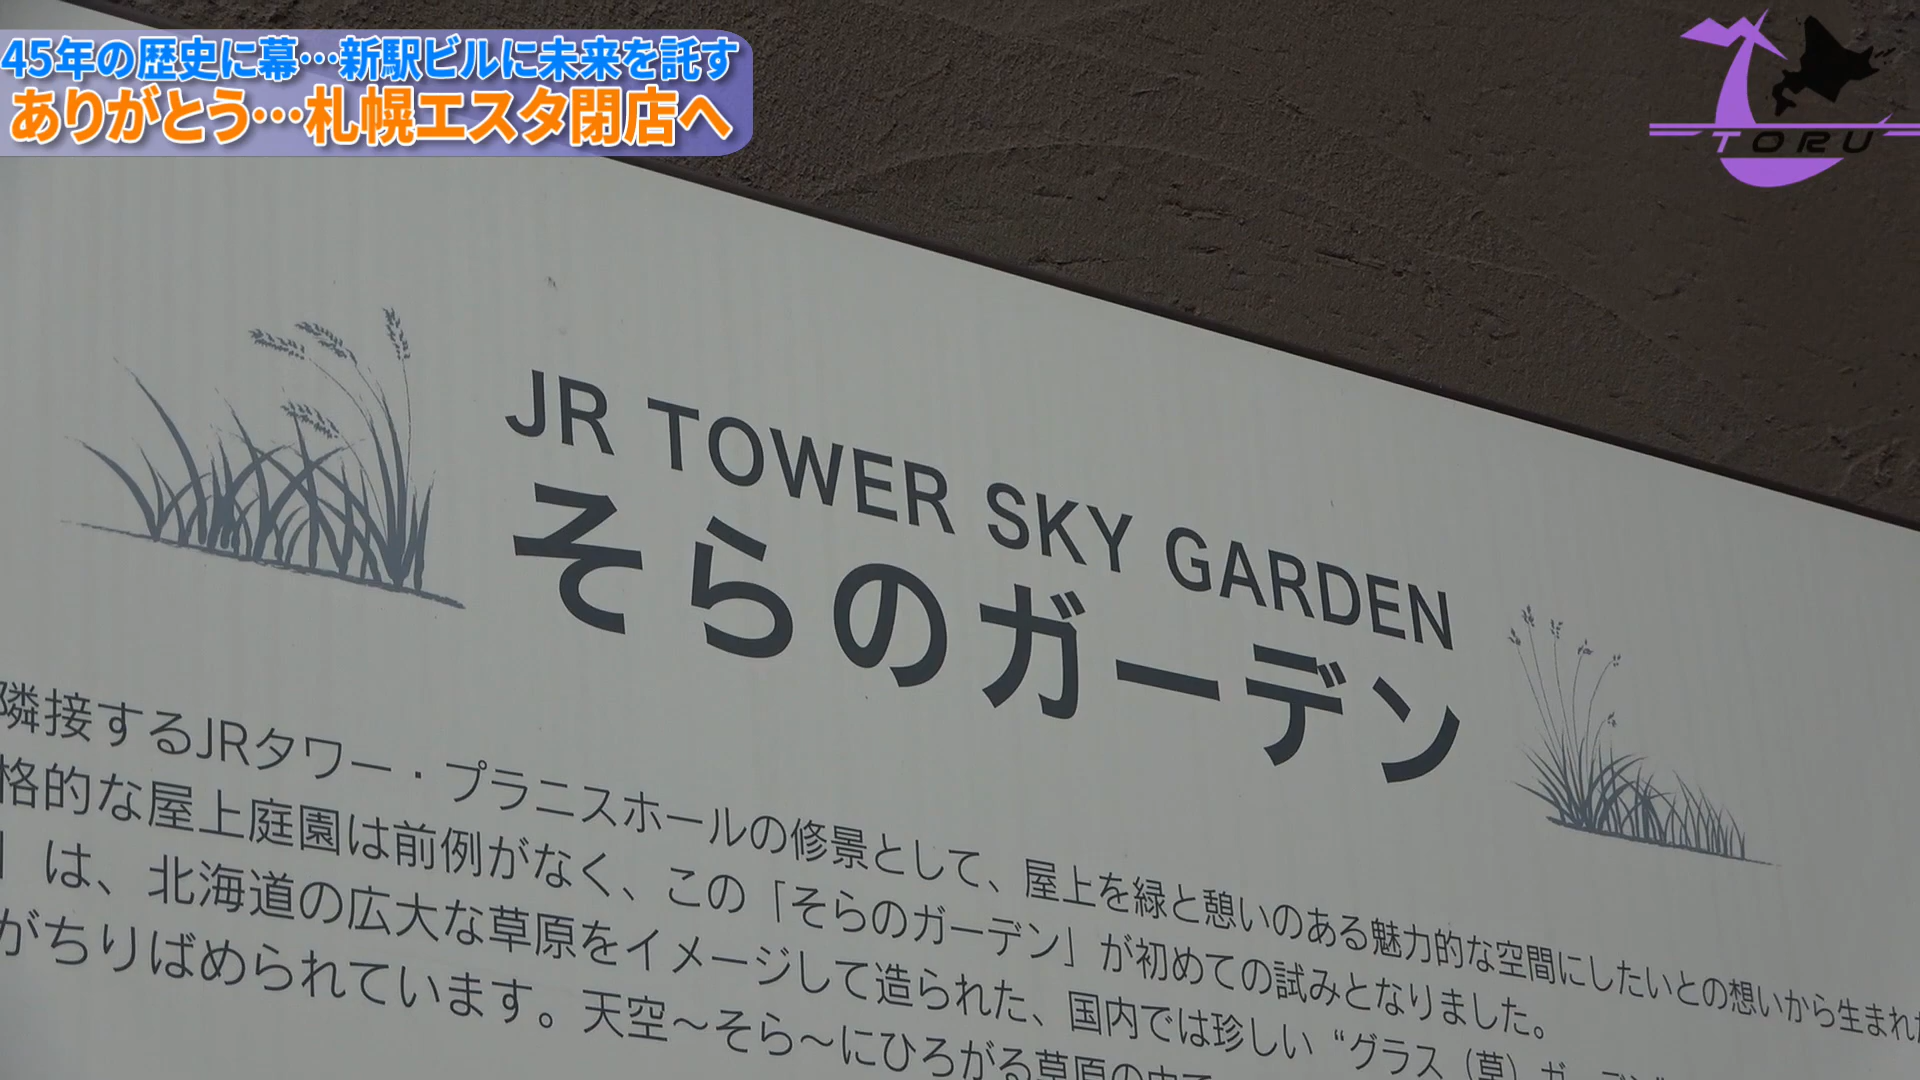 45年の歴史に幕…新駅ビルに未来を託す
ありがとう…札幌エスタ閉店へ
TORU
JR TOWER SKY GARDEN
そらのガーデン
隣接するJRタワー・プラニスホールの修景として、屋上を緑と憩いのある魅力的な空間にしたいとの想いから生まれ
格的な屋上庭園は前例がなく、この「そらのガーデン」が初めての試みとなりました。
」は、北海道の広大な草原をイメージして造られた、国内では珍しい“グラス（草）ガーデン
がちりばめられています。天空～そら～にひろがる草原の中で